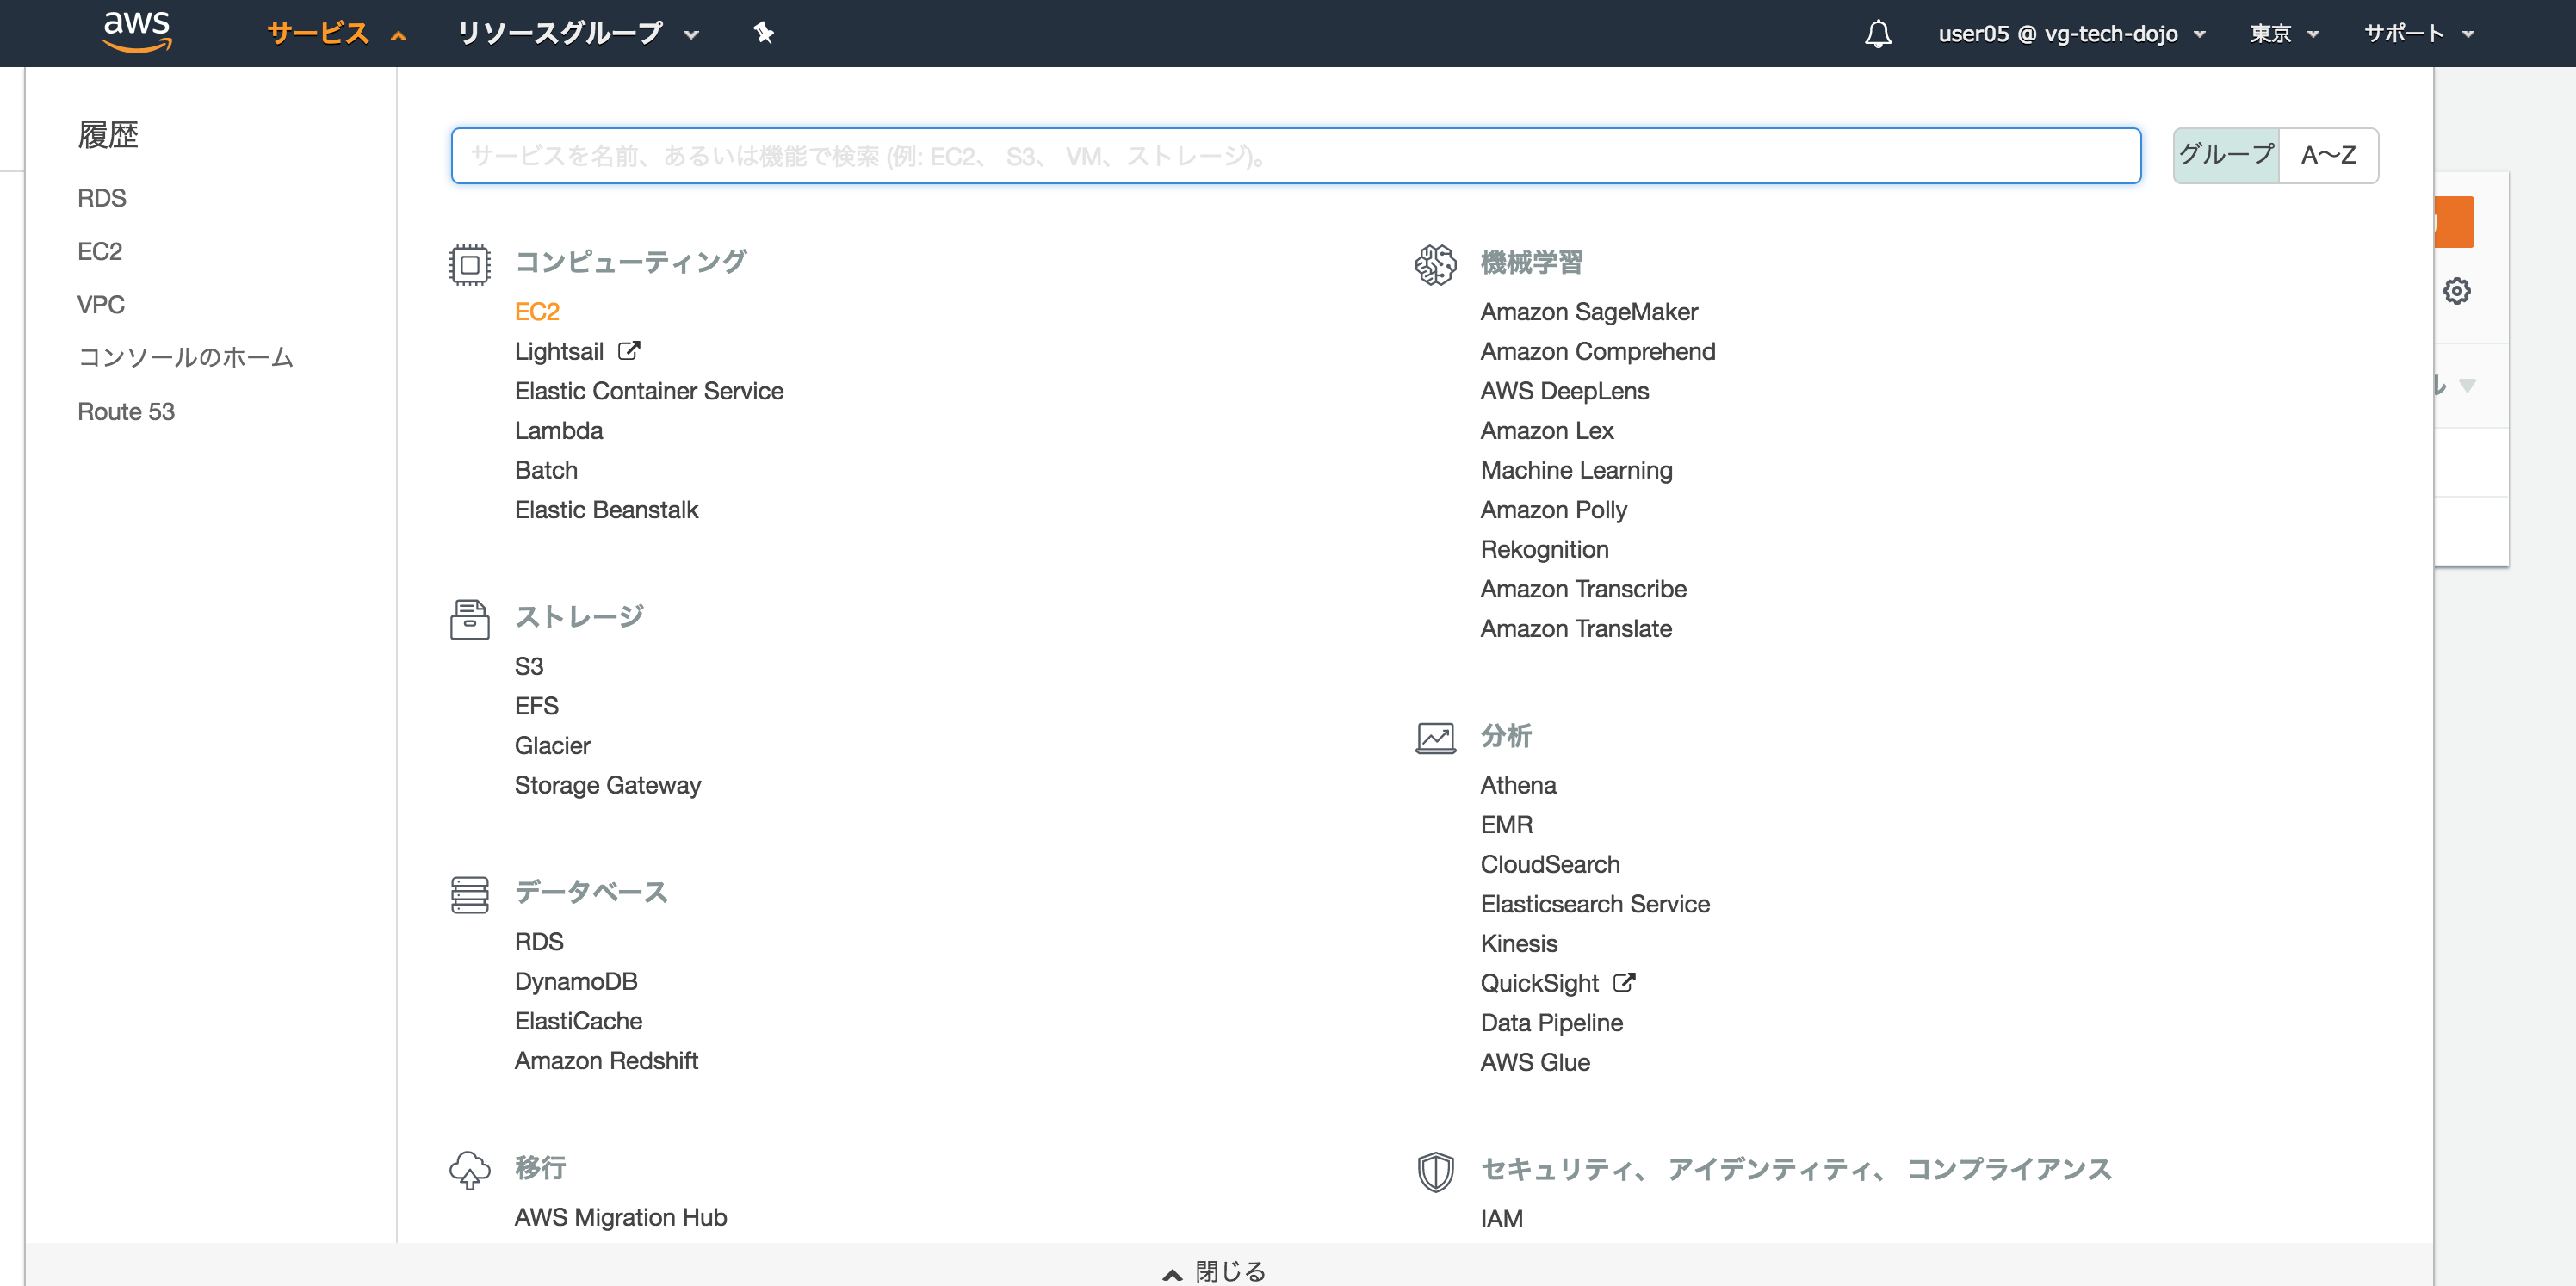 aws
サービス
リソースグループ
user05 @ vg-tech-dojo
東京
サポート
履歴
RDS
EC2
VPC
コンソールのホーム
Route 53
サービスを名前、あるいは機能で検索 (例: EC2、 S3、 VM、ストレージ)。
グループ
A〜Z
コンピューティング
EC2
Lightsail
Elastic Container Service
Lambda
Batch
Elastic Beanstalk
ストレージ
S3
EFS
Glacier
Storage Gateway
データベース
RDS
DynamoDB
ElastiCache
Amazon Redshift
移行
AWS Migration Hub
機械学習
Amazon SageMaker
Amazon Comprehend
AWS DeepLens
Amazon Lex
Machine Learning
Amazon Polly
Rekognition
Amazon Transcribe
Amazon Translate
分析
Athena
EMR
CloudSearch
Elasticsearch Service
Kinesis
QuickSight
Data Pipeline
AWS Glue
セキュリティ、 アイデンティティ、 コンプライアンス
IAM
閉じる